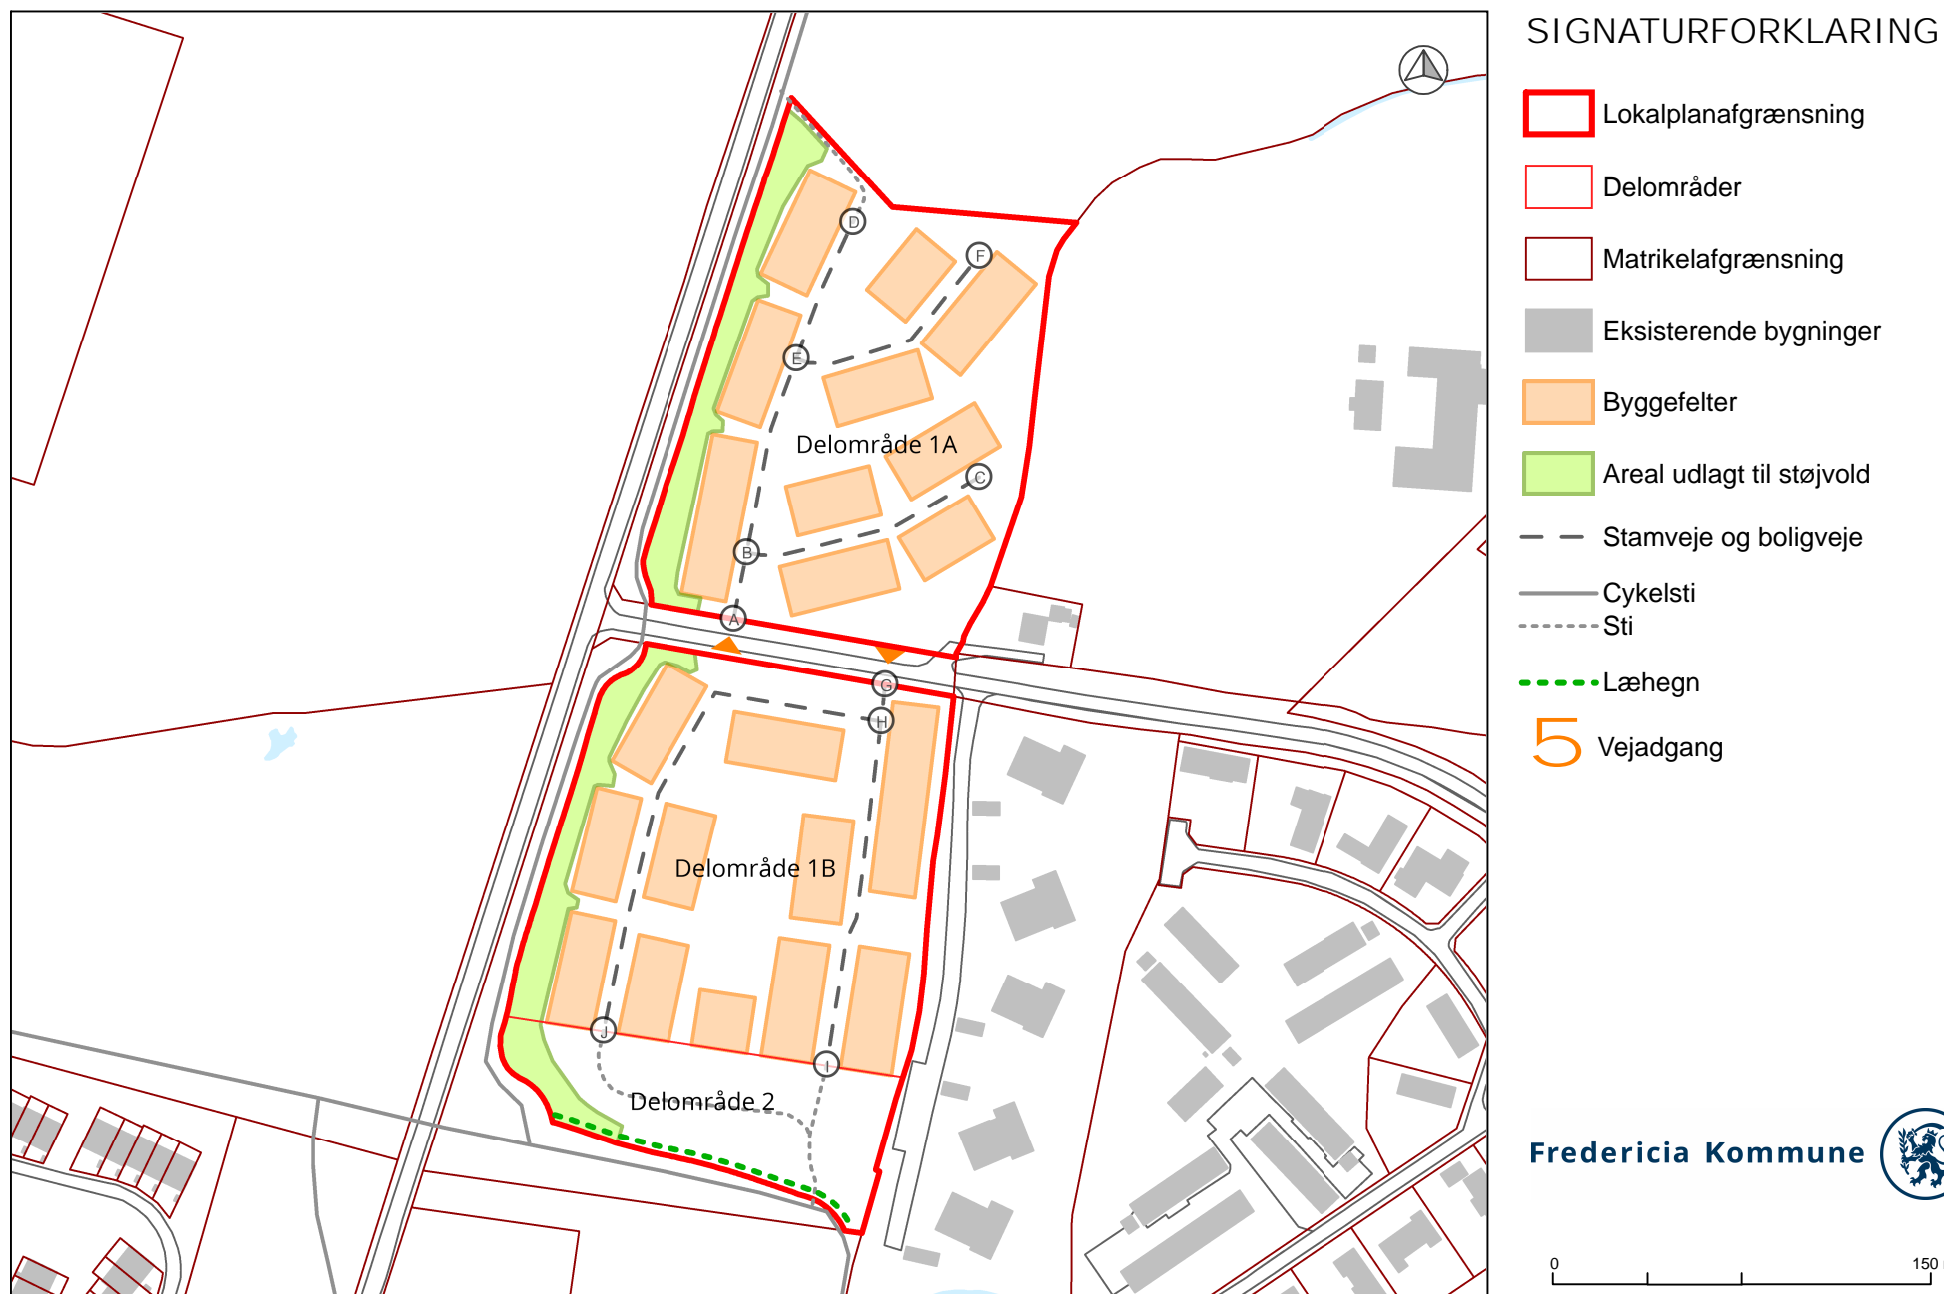 SIGNATURFORKLARING
Lokalplanafgrænsning
Delområder
Matrikelafgrænsning
Eksisterende bygninger
Byggefelter
Areal udlagt til støjvold
Stamveje og boligveje
Cykelsti
Sti
Læhegn
5 Vejadgang
D
F
E
Delområde 1A
C
B
A
G
H
Delområde 1B
J
I
Delområde 2
Fredericia Kommune
0 150